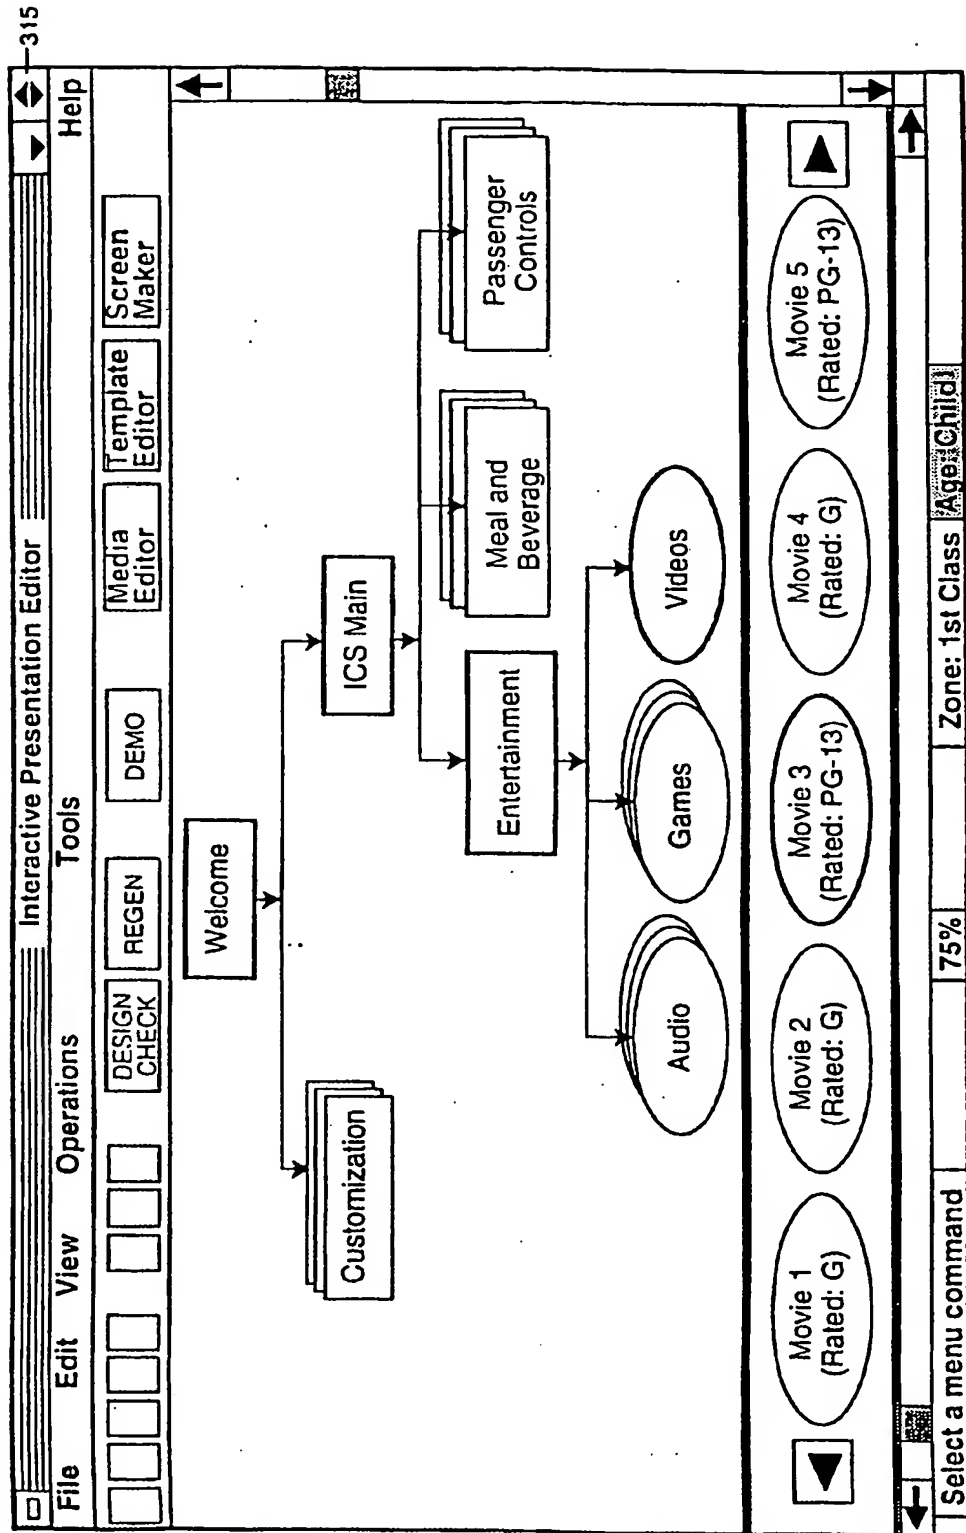 315
Interactive Presentation Editor
File Edit View Operations Tools Help
DESIGN
CHECK
REGEN
DEMO
Media
Editor
Template
Editor
Screen
Maker
Welcome
Customization
ICS Main
Entertainment
Meal and
Beverage
Passenger
Controls
Audio
Games
Videos
Movie 1
(Rated: G)
Movie 2
(Rated: G)
Movie 3
(Rated: PG-13)
Movie 4
(Rated: G)
Movie 5
(Rated: PG-13)
Select a menu command
75%
Zone: 1st Class
Age: Child